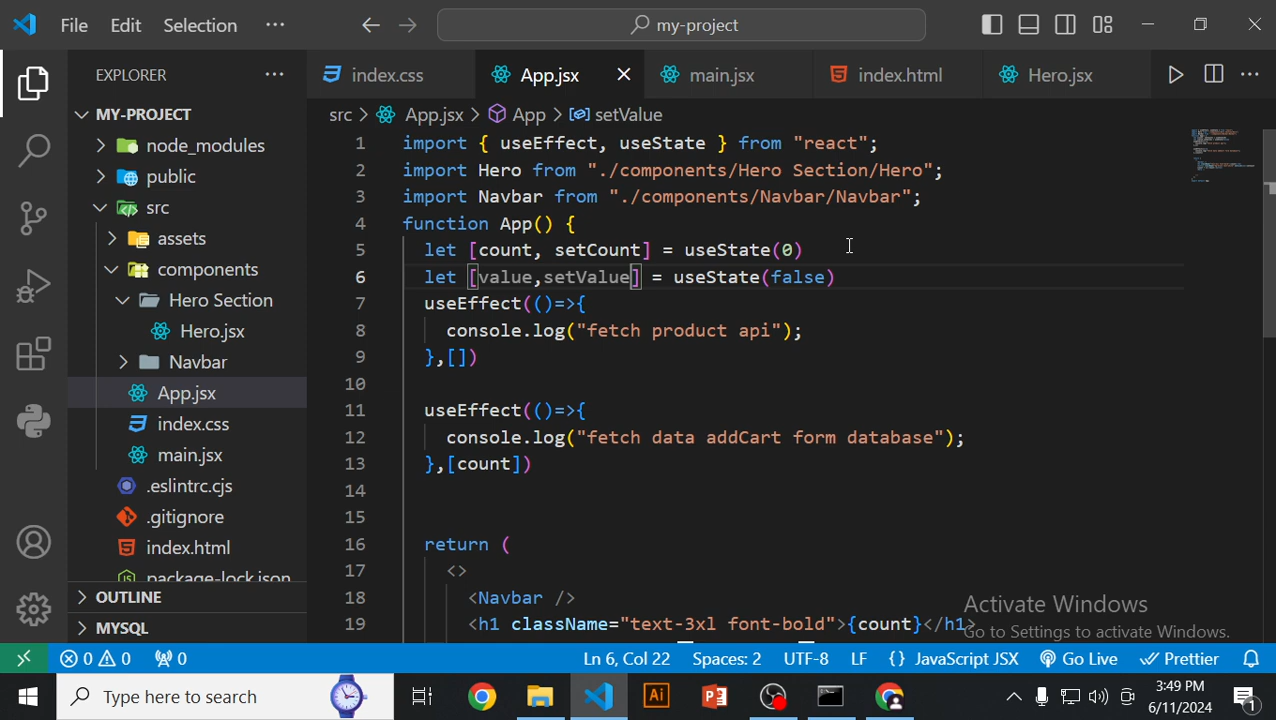 File Edit Selection ··· my-project
EXPLORER ···
MY-PROJECT
node_modules
public
src
assets
components
Hero Section
Hero.jsx
Navbar
App.jsx
index.css
main.jsx
.eslintrc.cjs
.gitignore
index.html
package-lock.json
OUTLINE
MYSQL
index.css App.jsx main.jsx index.html Hero.jsx ···
src > App.jsx > App > setValue
1 import { useEffect, useState } from "react";
2 import Hero from "./components/Hero Section/Hero";
3 import Navbar from "./components/Navbar/Navbar";
4 function App() {
5 let [count, setCount] = useState(0)
6 let [value,setValue] = useState(false)
7 useEffect(()=>{
8 console.log("fetch product api");
9 },[])
10
11 useEffect(()=>{
12 console.log("fetch data addCart form database");
13 },[count])
14
15
16 return (
17 <>
18 <Navbar />
19 <h1 className="text-3xl font-bold">{count}</h1>
Activate Windows
Go to Settings to activate Windows.
0 0 0 Ln 6, Col 22 Spaces: 2 UTF-8 LF {} JavaScript JSX Go Live Prettier
Type here to search Ai P 3:49 PM
6/11/2024 1